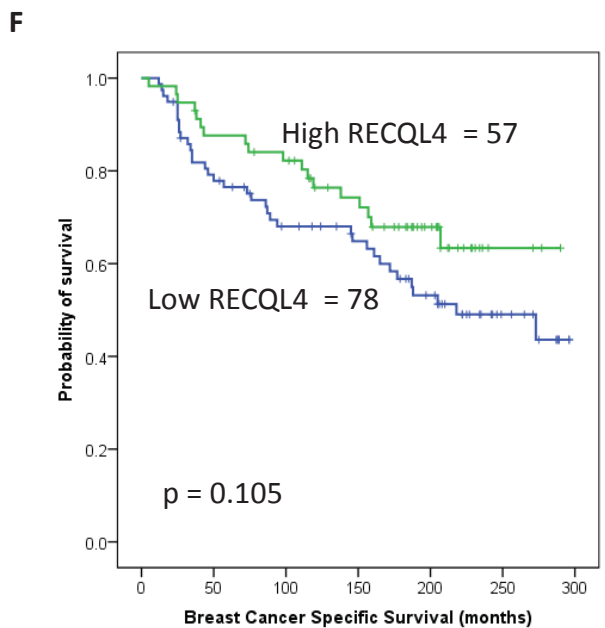 F
1.0
0.8
0.6
0.4
0.2
0.0
Probability of survival
High RECQL4 = 57
Low RECQL4 = 78
p = 0.105
0 50 100 150 200 250 300
Breast Cancer Specific Survival (months)